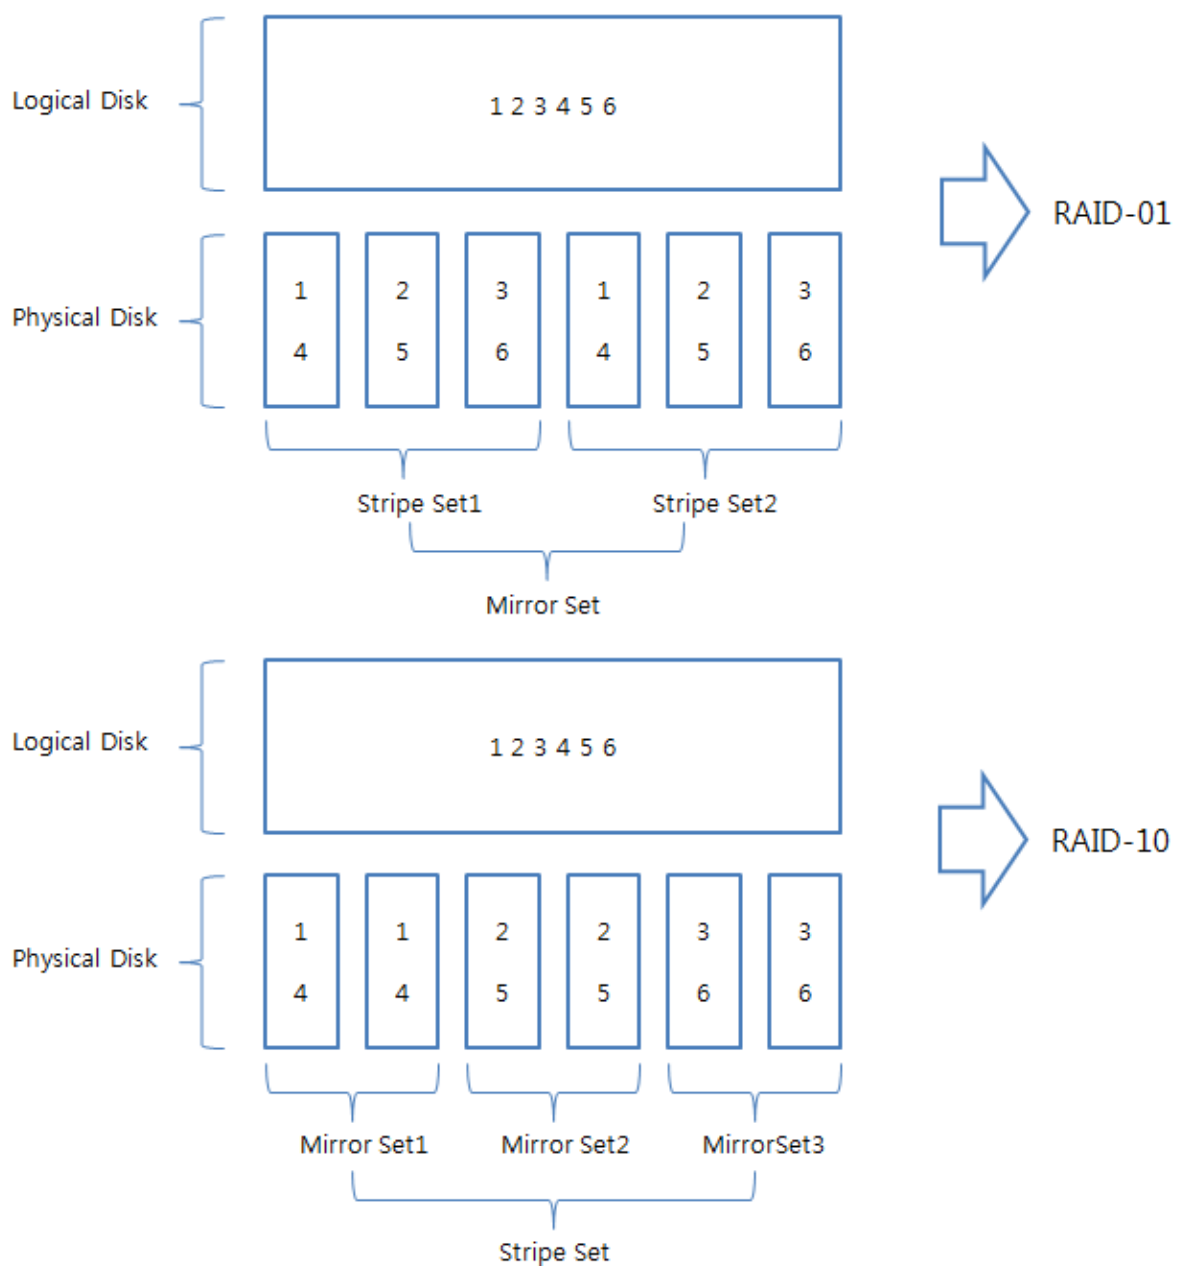 Logical Disk
1 2 3 4 5 6
RAID-01
Physical Disk
1 2 3 1 2 3
4 5 6 4 5 6
Stripe Set1 Stripe Set2
Mirror Set
Logical Disk
1 2 3 4 5 6
RAID-10
Physical Disk
1 1 2 2 3 3
4 4 5 5 6 6
Mirror Set1 Mirror Set2 MirrorSet3
Stripe Set